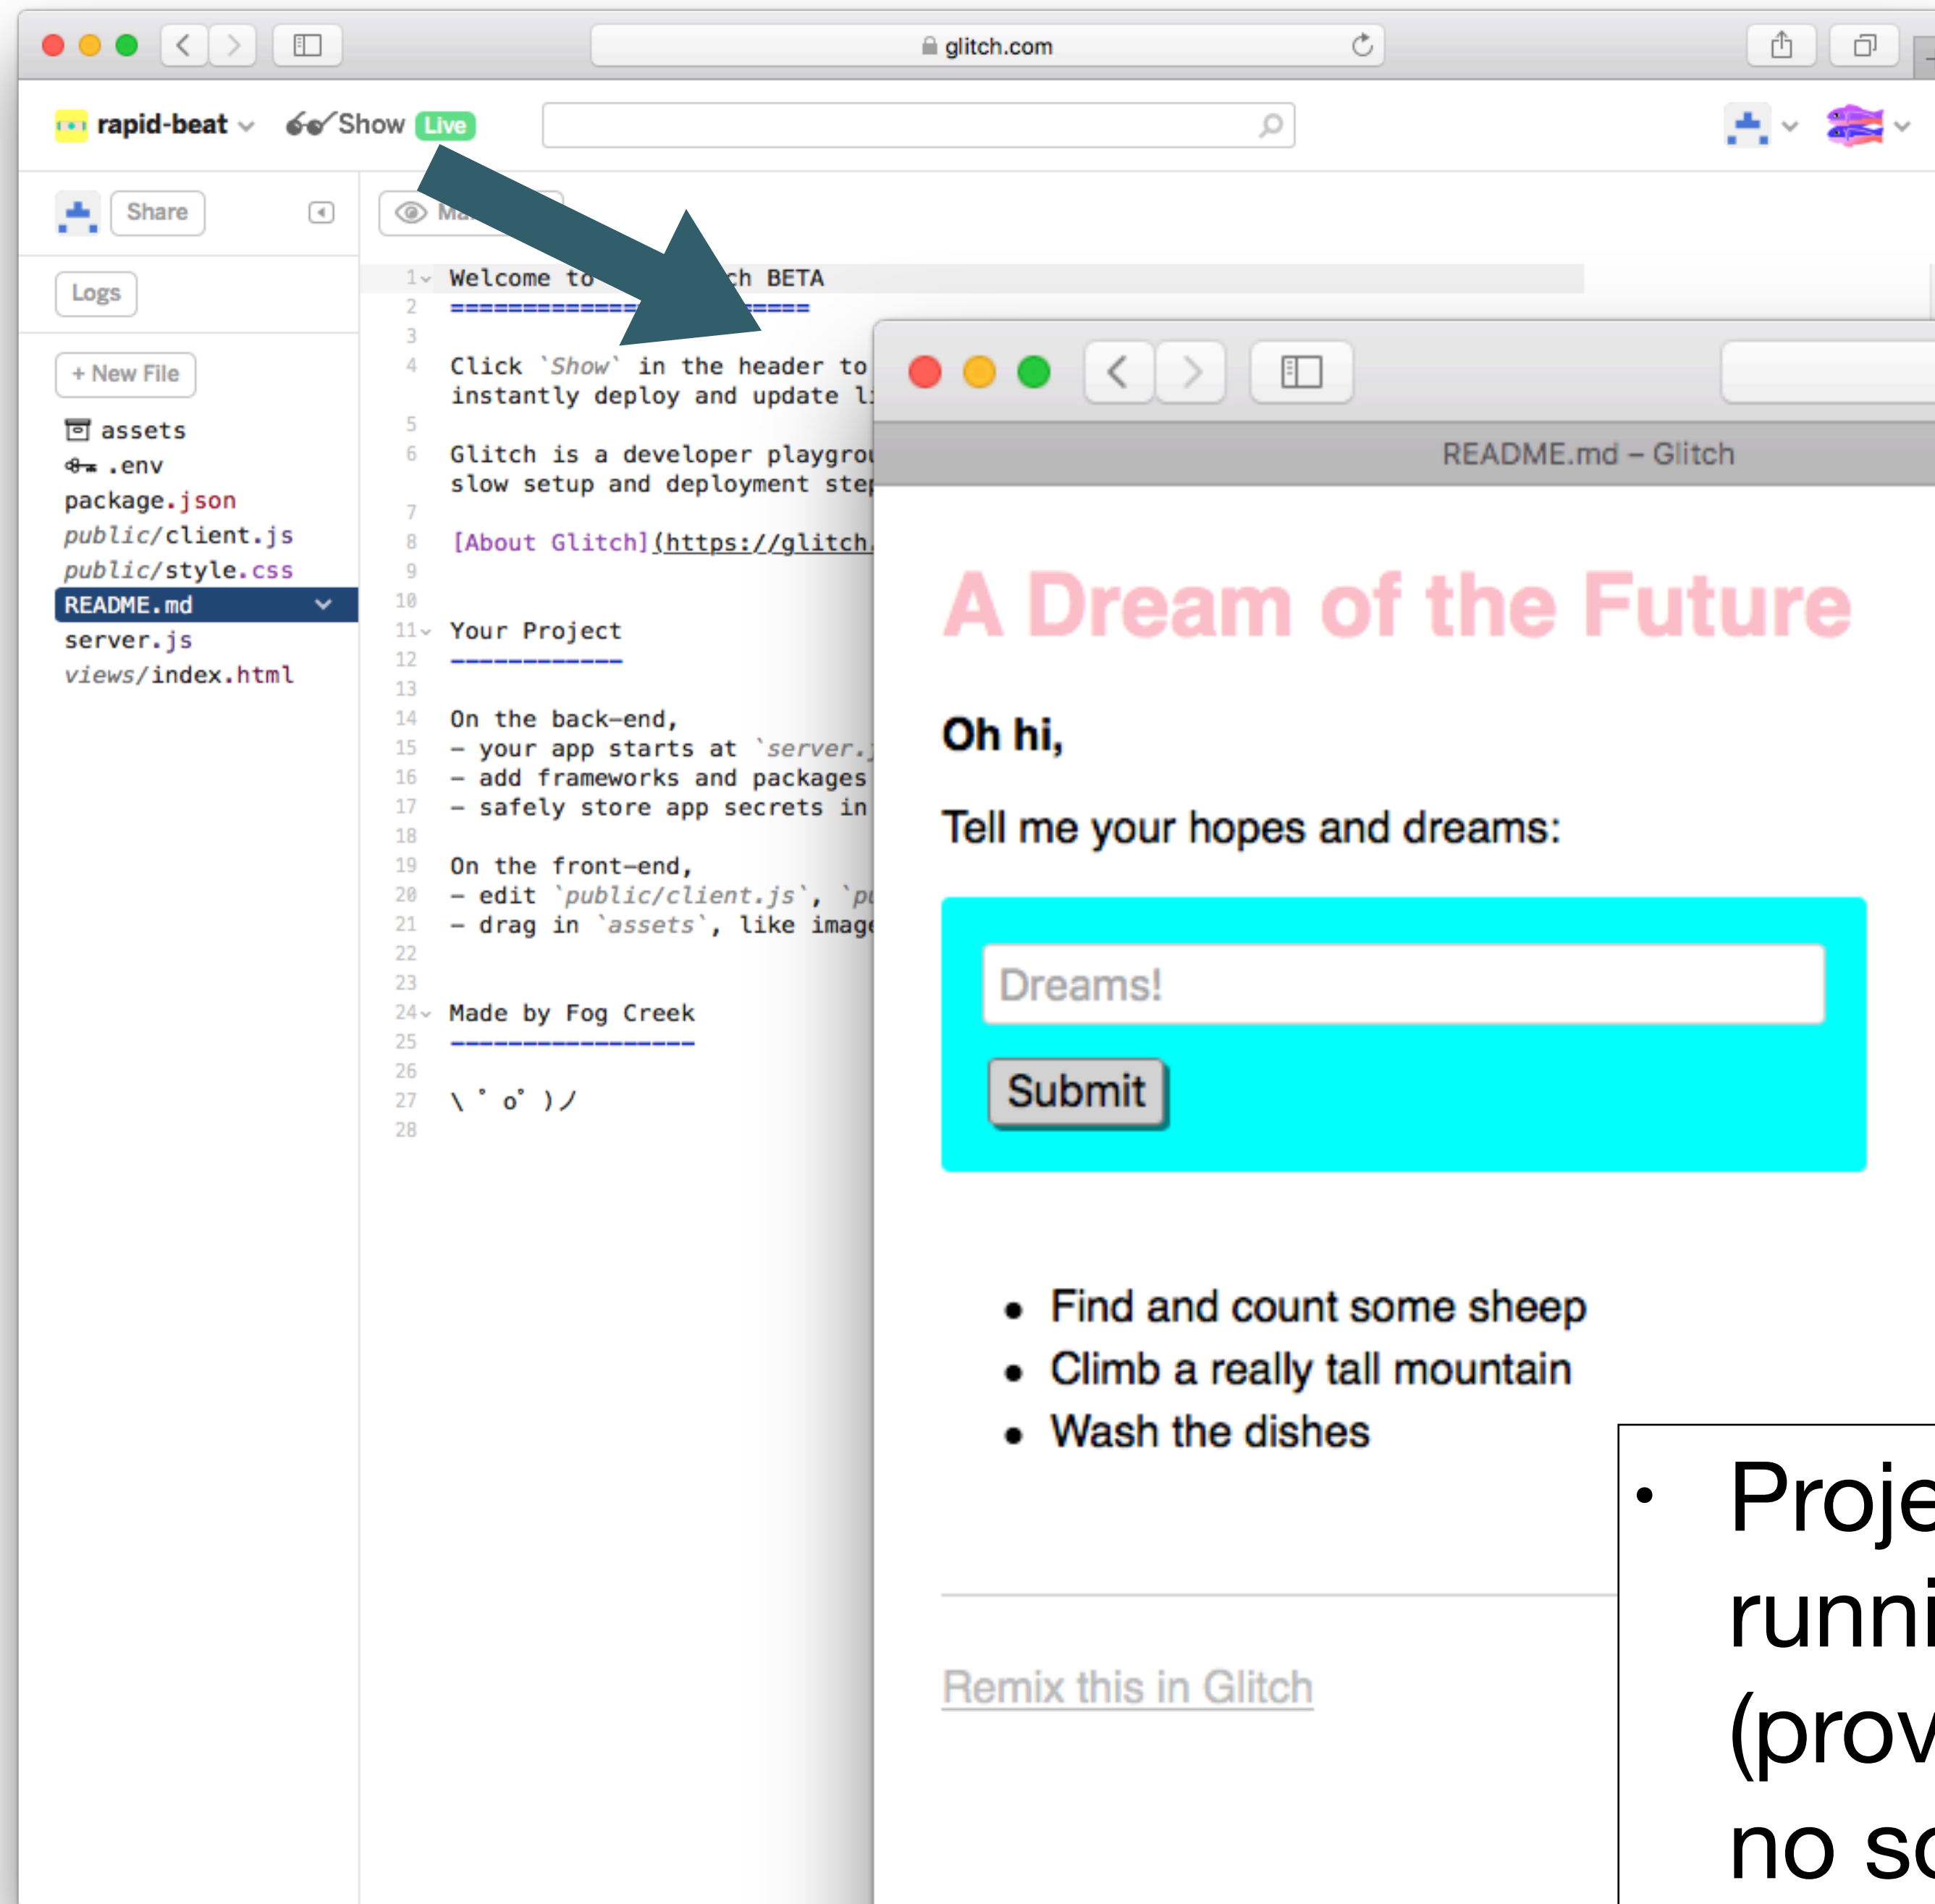 glitch.com
rapid-beat Show Live
Share
Logs
+ New File
assets
.env
package.json
public/client.js
public/style.css
README.md
server.js
views/index.html
1 Welcome to ch BETA
2 =========================
3
4 Click `Show` in the header to
instantly deploy and update
5
6 Glitch is a developer
slow setup and deployment
7
8 [About Glitch](https://glitch.
9
10
11 Your Project
12 ------------
13
14 On the back-end,
15 - your app starts at `server.
16 - add frameworks and packages
17 - safely store app secrets in
18
19 On the front-end,
20 - edit `public/client.js`, `
21 - drag in `assets`, like
22
23
24 Made by Fog Creek
25 -----------------
26
27 \ ゜o゜)ノ
28
README.md – Glitch
A Dream of the Future
Oh hi,
Tell me your hopes and dreams:
Dreams!
Submit
• Find and count some sheep
• Climb a really tall mountain
• Wash the dishes
Remix this in Glitch
• Proje
runni
(prov
no